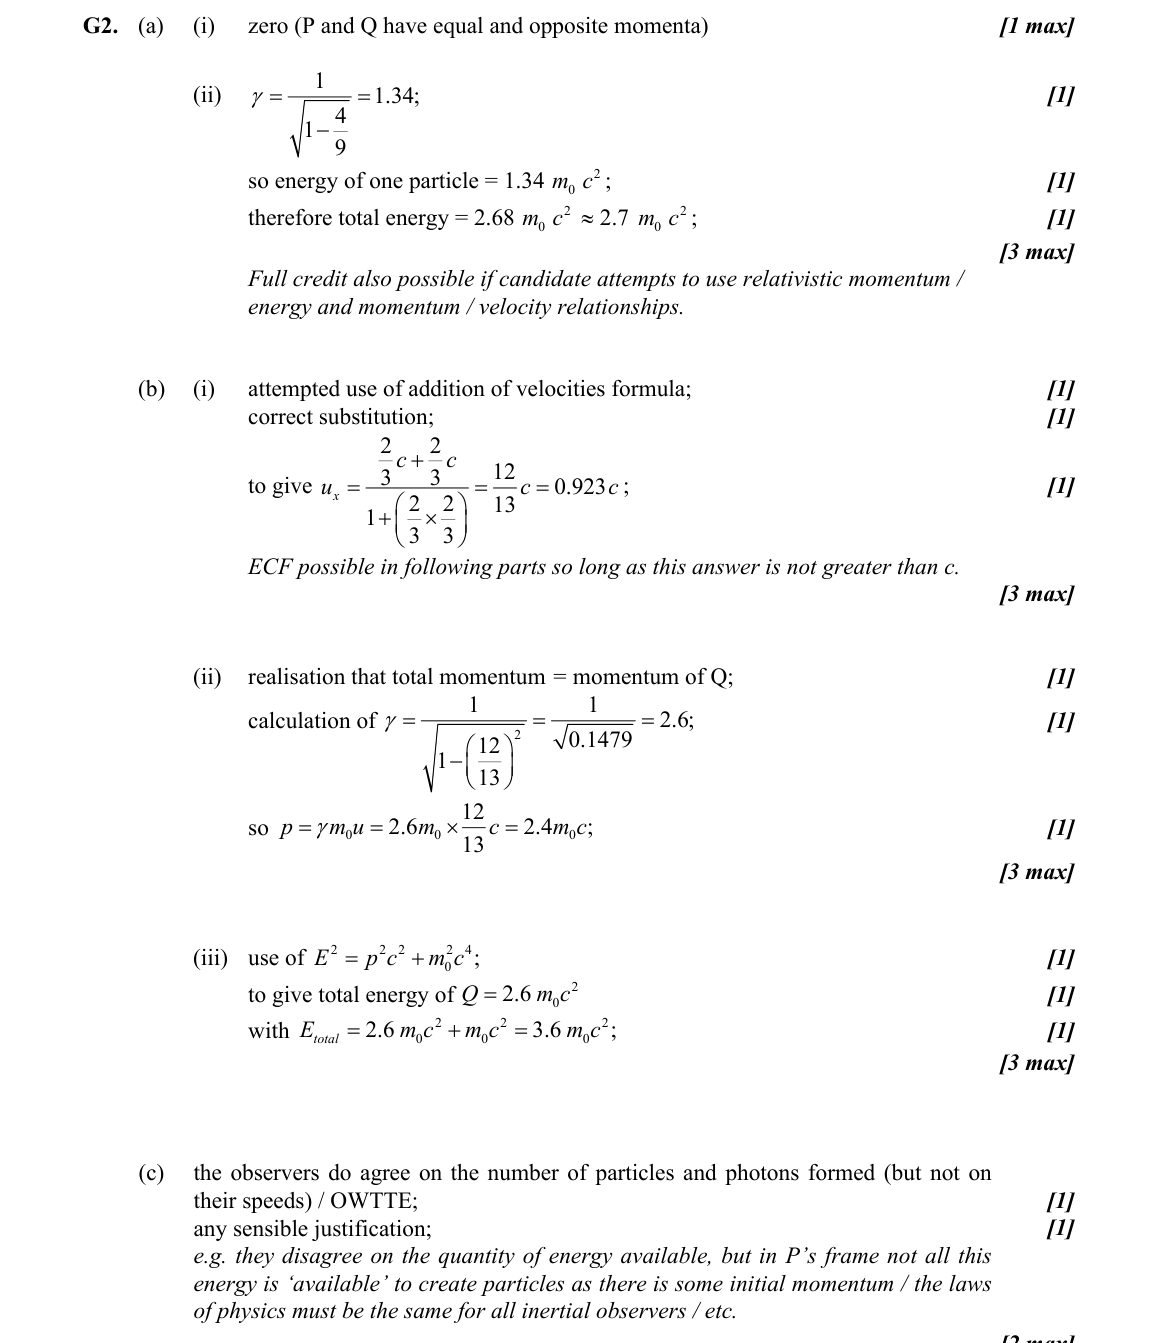 G2. (a) (i) zero (P and Q have equal and opposite momenta) [1 max]
(ii) γ = 1 / √(1 − 4/9) = 1.34; [1]
so energy of one particle = 1.34 m₀ c² ; [1]
therefore total energy = 2.68 m₀ c² ≈ 2.7 m₀ c² ; [1]
[3 max]
Full credit also possible if candidate attempts to use relativistic momentum /
energy and momentum / velocity relationships.
(b) (i) attempted use of addition of velocities formula; [1]
correct substitution; [1]
to give uₓ = (2/3 c + 2/3 c) / (1 + (2/3 × 2/3)) = 12/13 c = 0.923 c ; [1]
ECF possible in following parts so long as this answer is not greater than c.
[3 max]
(ii) realisation that total momentum = momentum of Q; [1]
calculation of γ = 1 / √(1 − (12/13)²) = 1 / √0.1479 = 2.6; [1]
so p = γm₀u = 2.6m₀ × 12/13 c = 2.4m₀c; [1]
[3 max]
(iii) use of E² = p²c² + m₀²c⁴; [1]
to give total energy of Q = 2.6 m₀c² [1]
with E_total = 2.6 m₀c² + m₀c² = 3.6 m₀c²; [1]
[3 max]
(c) the observers do agree on the number of particles and photons formed (but not on
their speeds) / OWTTE; [1]
any sensible justification; [1]
e.g. they disagree on the quantity of energy available, but in P’s frame not all this
energy is ‘available’ to create particles as there is some initial momentum / the laws
of physics must be the same for all inertial observers / etc.